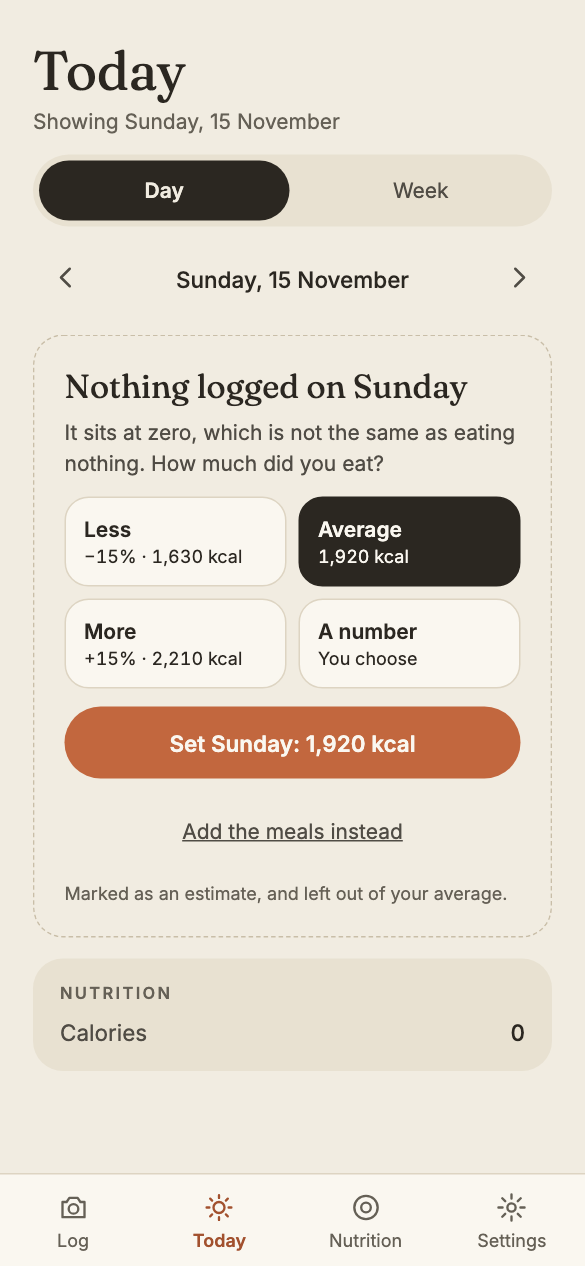 Today
Showing Sunday, 15 November
Day
Week
Sunday, 15 November
Nothing logged on Sunday
It sits at zero, which is not the same as eating
nothing. How much did you eat?
Less
−15% · 1,630 kcal
Average
1,920 kcal
More
+15% · 2,210 kcal
A number
You choose
Set Sunday: 1,920 kcal
Add the meals instead
Marked as an estimate, and left out of your average.
NUTRITION
Calories
0
Log
Today
Nutrition
Settings